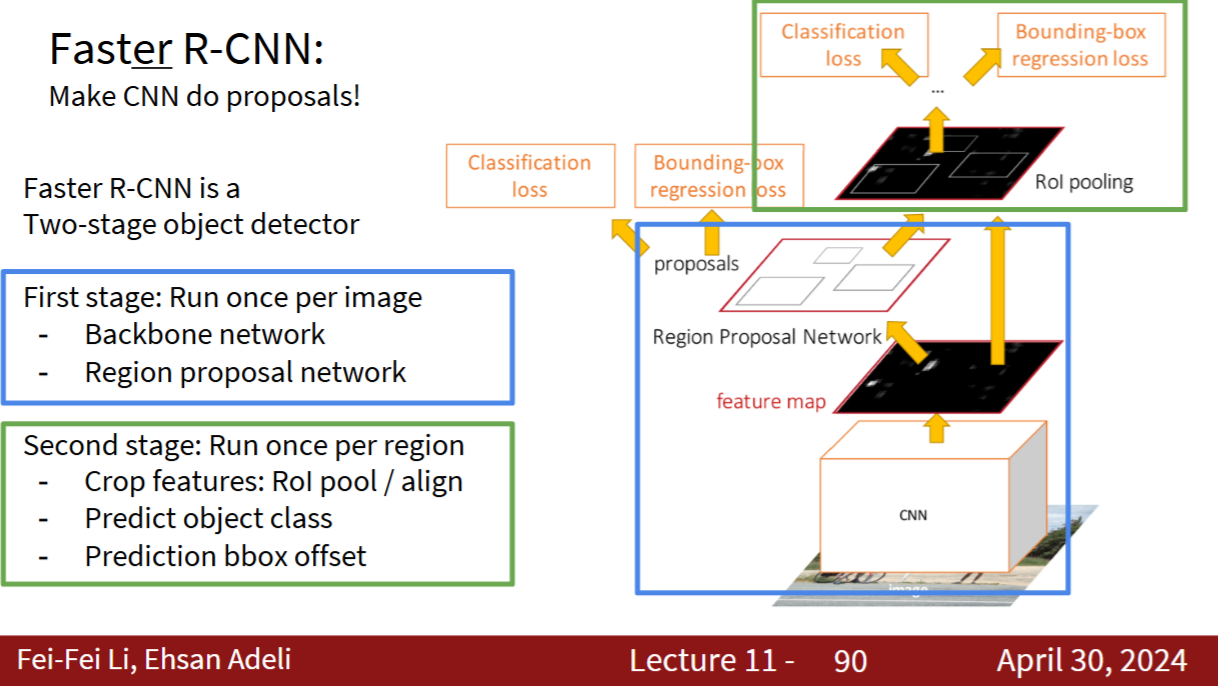 Faster R-CNN:
Make CNN do proposals!
Faster R-CNN is a
Two-stage object detector
First stage: Run once per image
- Backbone network
- Region proposal network
Second stage: Run once per region
- Crop features: RoI pool / align
- Predict object class
- Prediction bbox offset
Classification
loss
Bounding-box
regression loss
...
RoI pooling
Classification
loss
Bounding-box
regression loss
proposals
Region Proposal Network
feature map
CNN
image
Fei-Fei Li, Ehsan Adeli
Lecture 11 - 90
April 30, 2024